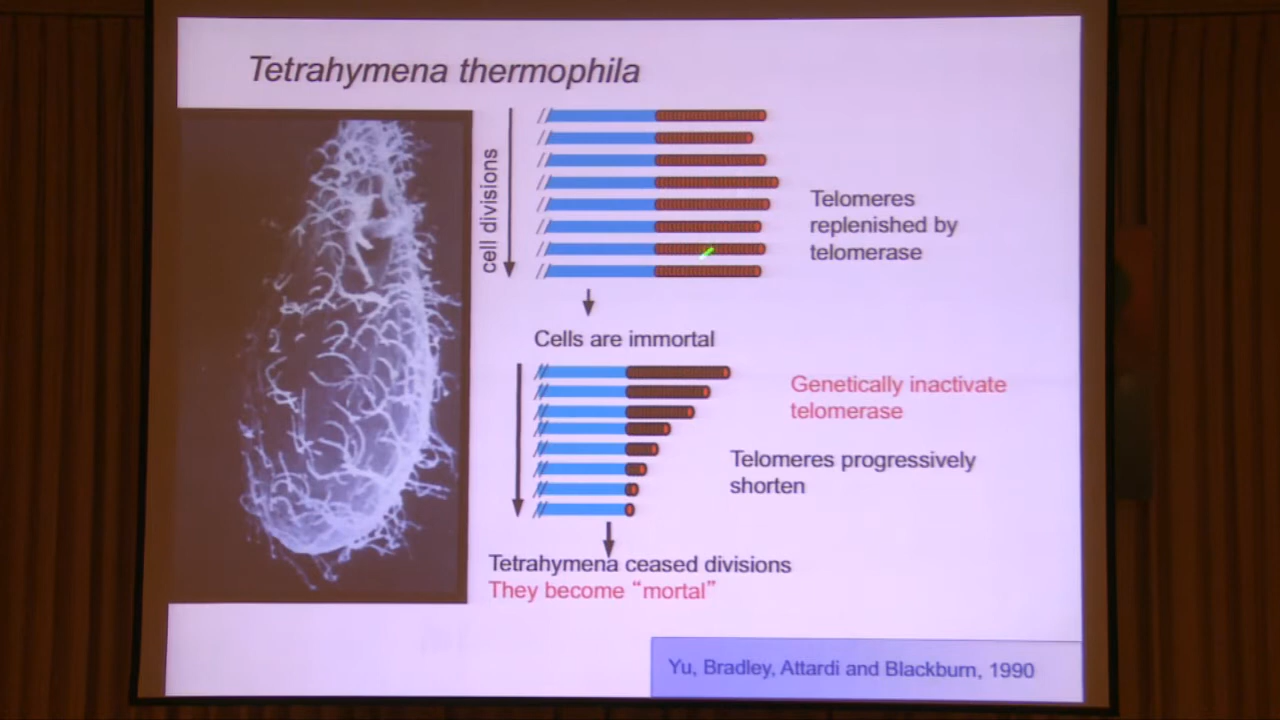 Tetrahymena thermophila
cell divisions
Telomeres
replenished by
telomerase
Cells are immortal
Genetically inactivate
telomerase
Telomeres progressively
shorten
Tetrahymena ceased divisions
They become “mortal”
Yu, Bradley, Attardi and Blackburn, 1990